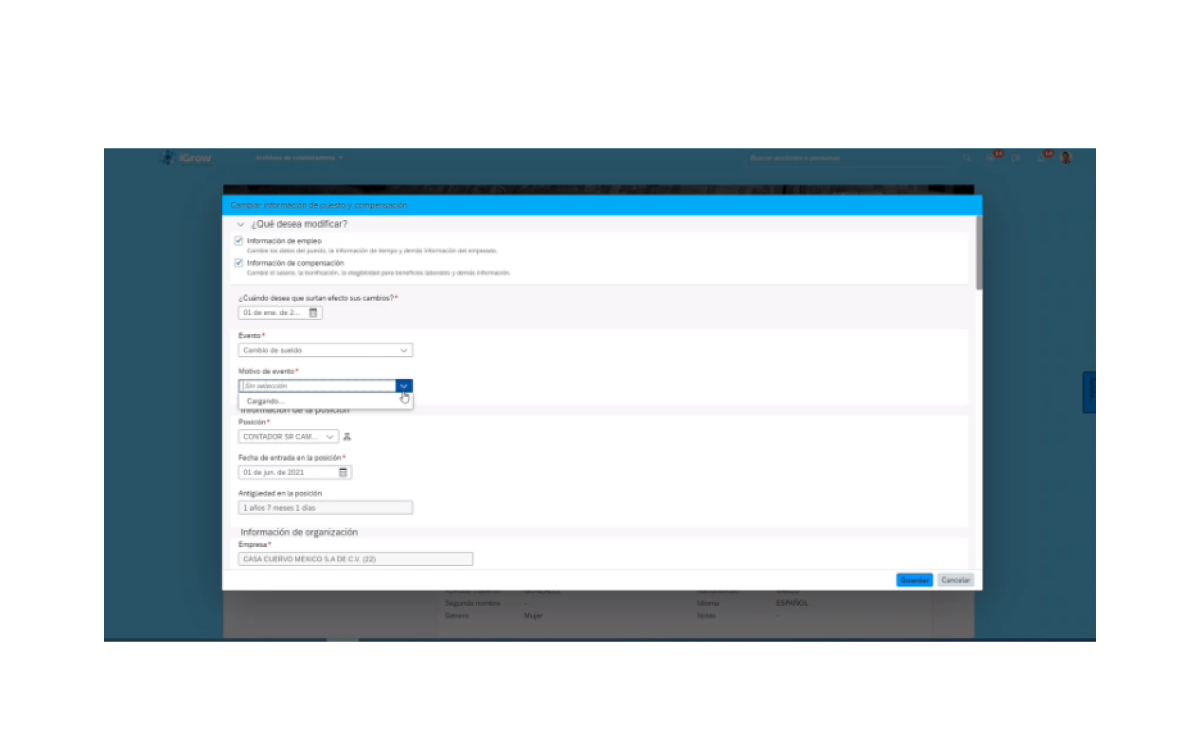 iGrow
Archivos de colaboradores
Buscar acciones o personas
Cambiar información de puesto y compensación
¿Qué desea modificar?
Información de empleo
Cambie los datos del puesto, la información de tiempo y demás información del empleado.
Información de compensación
Cambie el salario, la bonificación, la elegibilidad para beneficios laborales y demás información.
¿Cuándo desea que surtan efecto sus cambios?*
01 de ene. de 2...
Evento*
Cambio de sueldo
Motivo de evento*
Sin selección
Cargando...
Información de la posición
Posición*
CONTADOR SR CAM...
Fecha de entrada en la posición*
01 de jun. de 2021
Antigüedad en la posición
1 años 7 meses 1 días
Información de organización
Empresa*
CASA CUERVO MEXICO S.A DE C.V. (22)
Guardar Cancelar
Segundo nombre - Idioma ESPAÑOL
Género Mujer Notas -